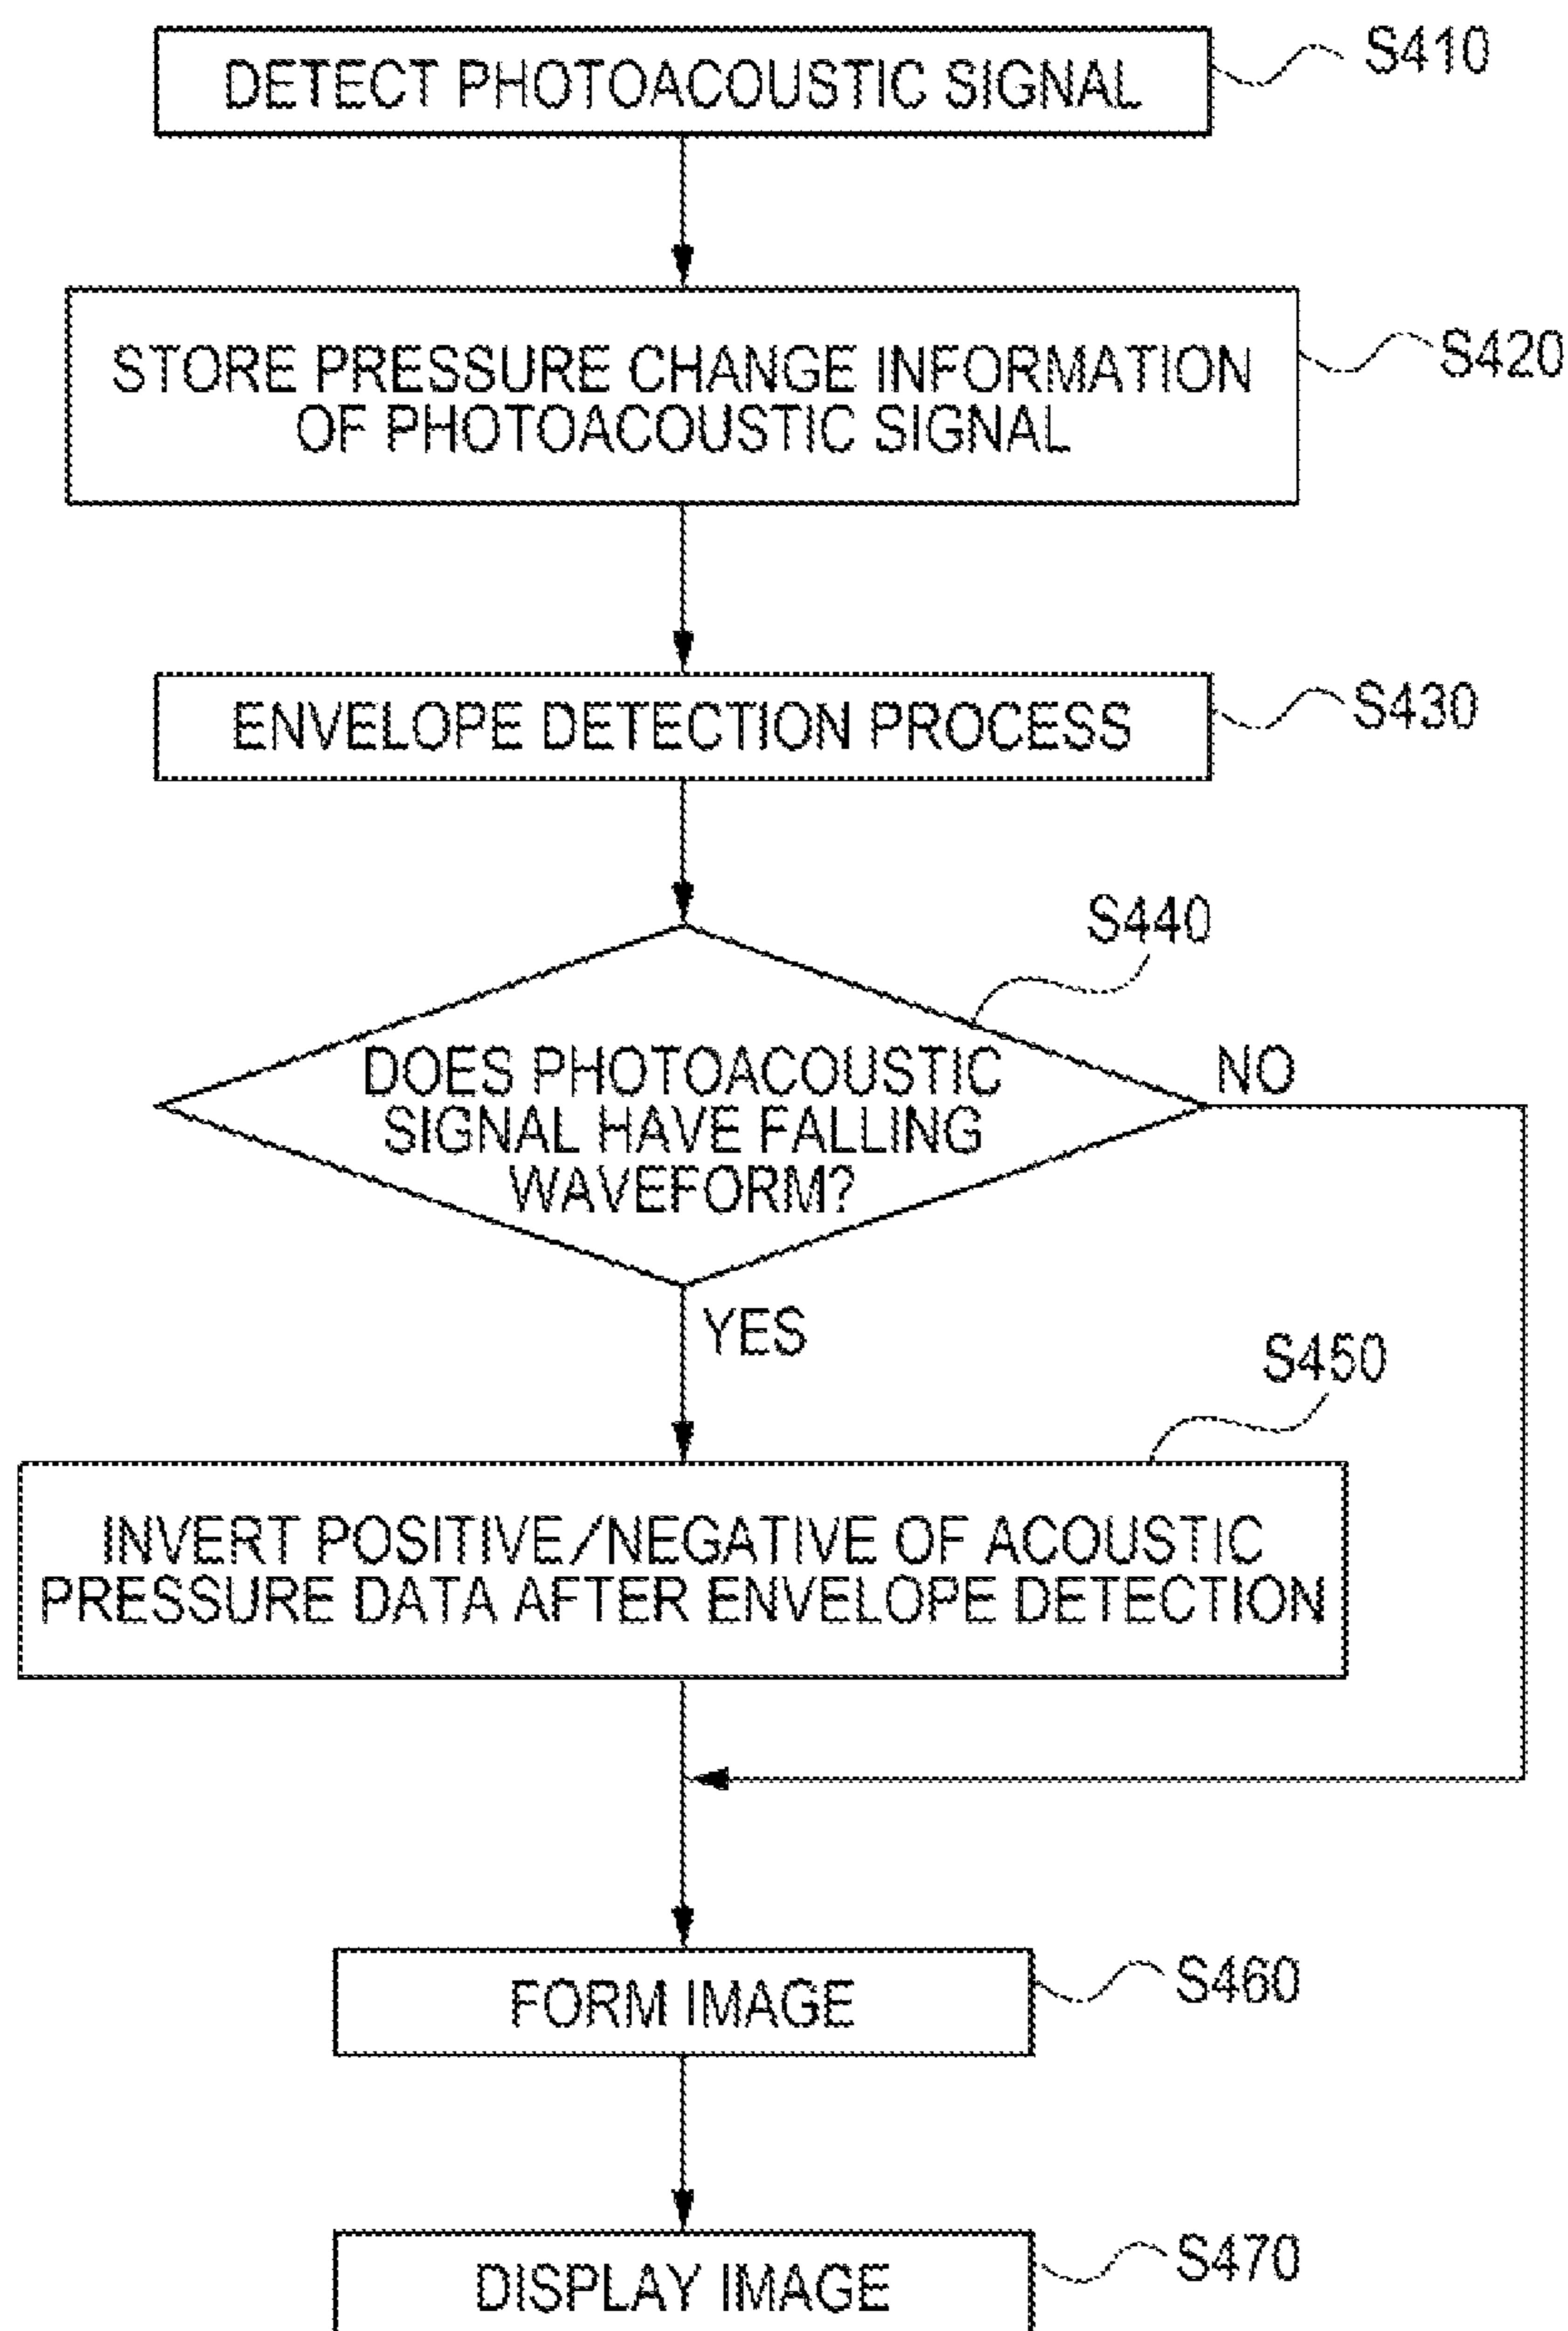 DETECT PHOTOACOUSTIC SIGNAL
S410
STORE PRESSURE CHANGE INFORMATION
OF PHOTOACOUSTIC SIGNAL
S420
ENVELOPE DETECTION PROCESS
S430
S440
DOES PHOTOACOUSTIC
SIGNAL HAVE FALLING
WAVEFORM?
NO
YES
S450
INVERT POSITIVE/NEGATIVE OF ACOUSTIC
PRESSURE DATA AFTER ENVELOPE DETECTION
FORM IMAGE
S460
DISPLAY IMAGE
S470